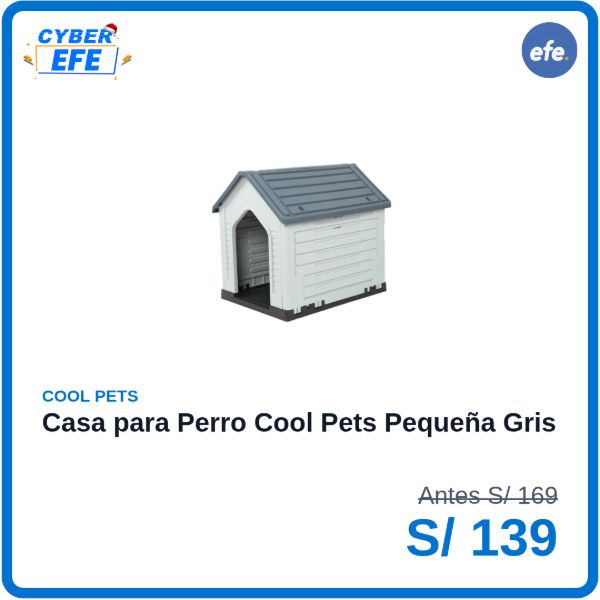 CYBER
EFE
efe.
COOL PETS
Casa para Perro Cool Pets Pequeña Gris
Antes S/ 169
S/ 139